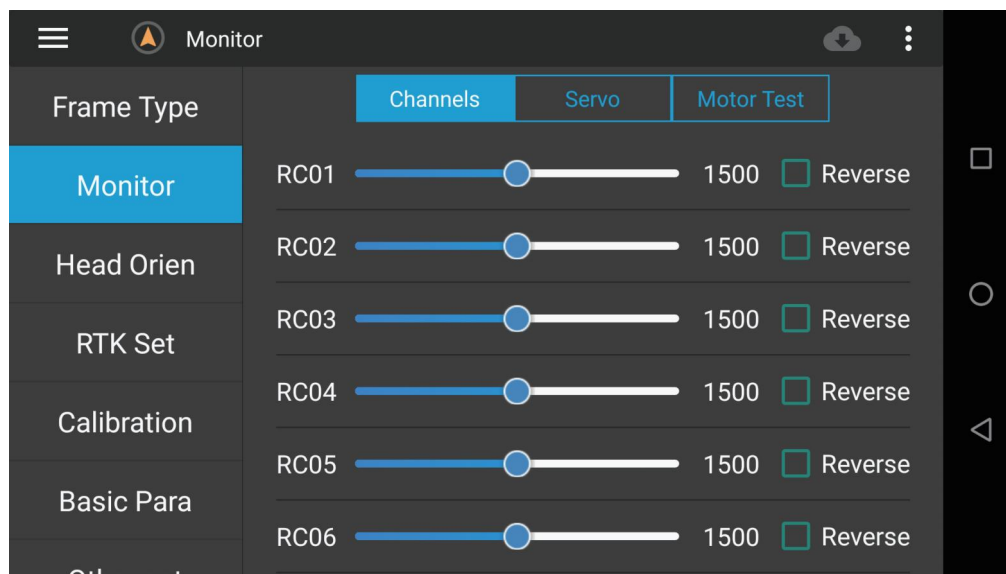 Monitor
Frame Type
Monitor
Head Orien
RTK Set
Calibration
Basic Para
Channels Servo Motor Test
RC01 1500 Reverse
RC02 1500 Reverse
RC03 1500 Reverse
RC04 1500 Reverse
RC05 1500 Reverse
RC06 1500 Reverse